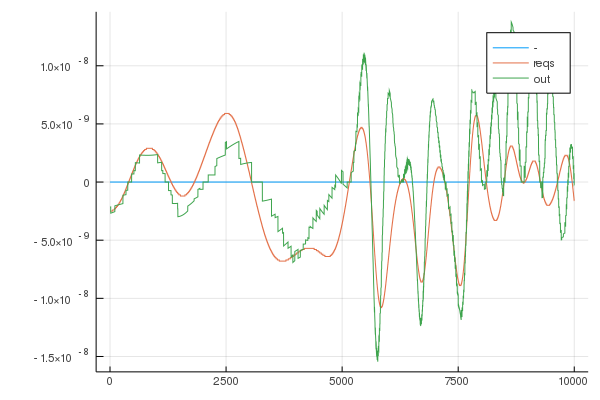 -
reqs
out
1.0×10 - 8
5.0×10 - 9
0
- 5.0×10 - 9
- 1.0×10 - 8
- 1.5×10 - 8
0 2500 5000 7500 10000